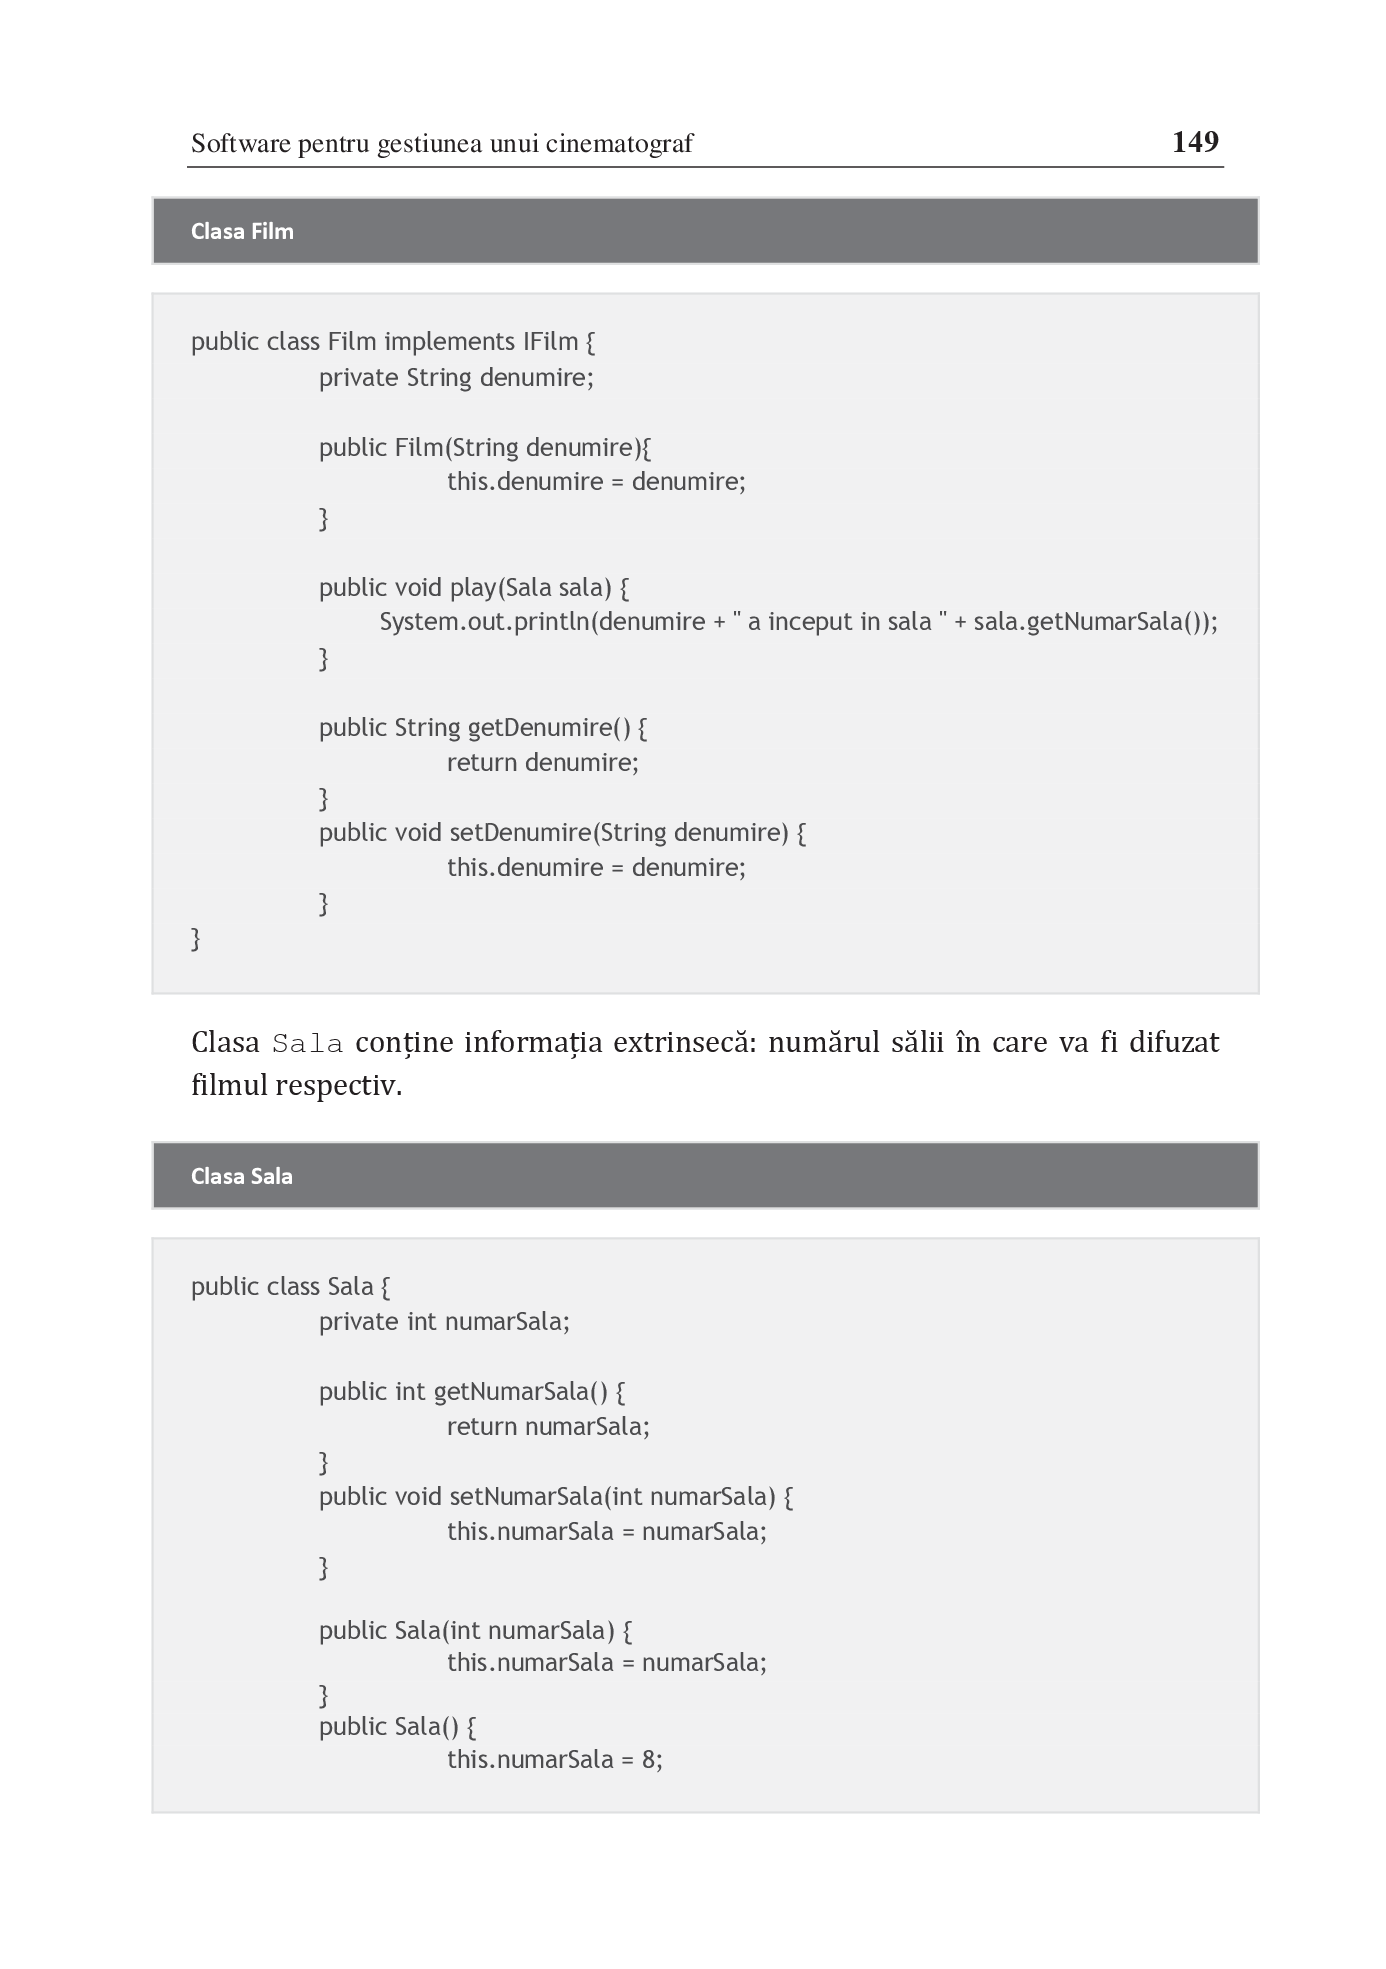 Software pentru gestiunea unui cinematograf 149
Clasa Film
public class Film implements IFilm {
private String denumire;
public Film(String denumire){
this.denumire = denumire;
}
public void play(Sala sala) {
System.out.println(denumire + " a inceput in sala " + sala.getNumarSala());
}
public String getDenumire() {
return denumire;
}
public void setDenumire(String denumire) {
this.denumire = denumire;
}
}
Clasa Sala conține informația extrinsecă: numărul sălii în care va fi difuzat
filmul respectiv.
Clasa Sala
public class Sala {
private int numarSala;
public int getNumarSala() {
return numarSala;
}
public void setNumarSala(int numarSala) {
this.numarSala = numarSala;
}
public Sala(int numarSala) {
this.numarSala = numarSala;
}
public Sala() {
this.numarSala = 8;